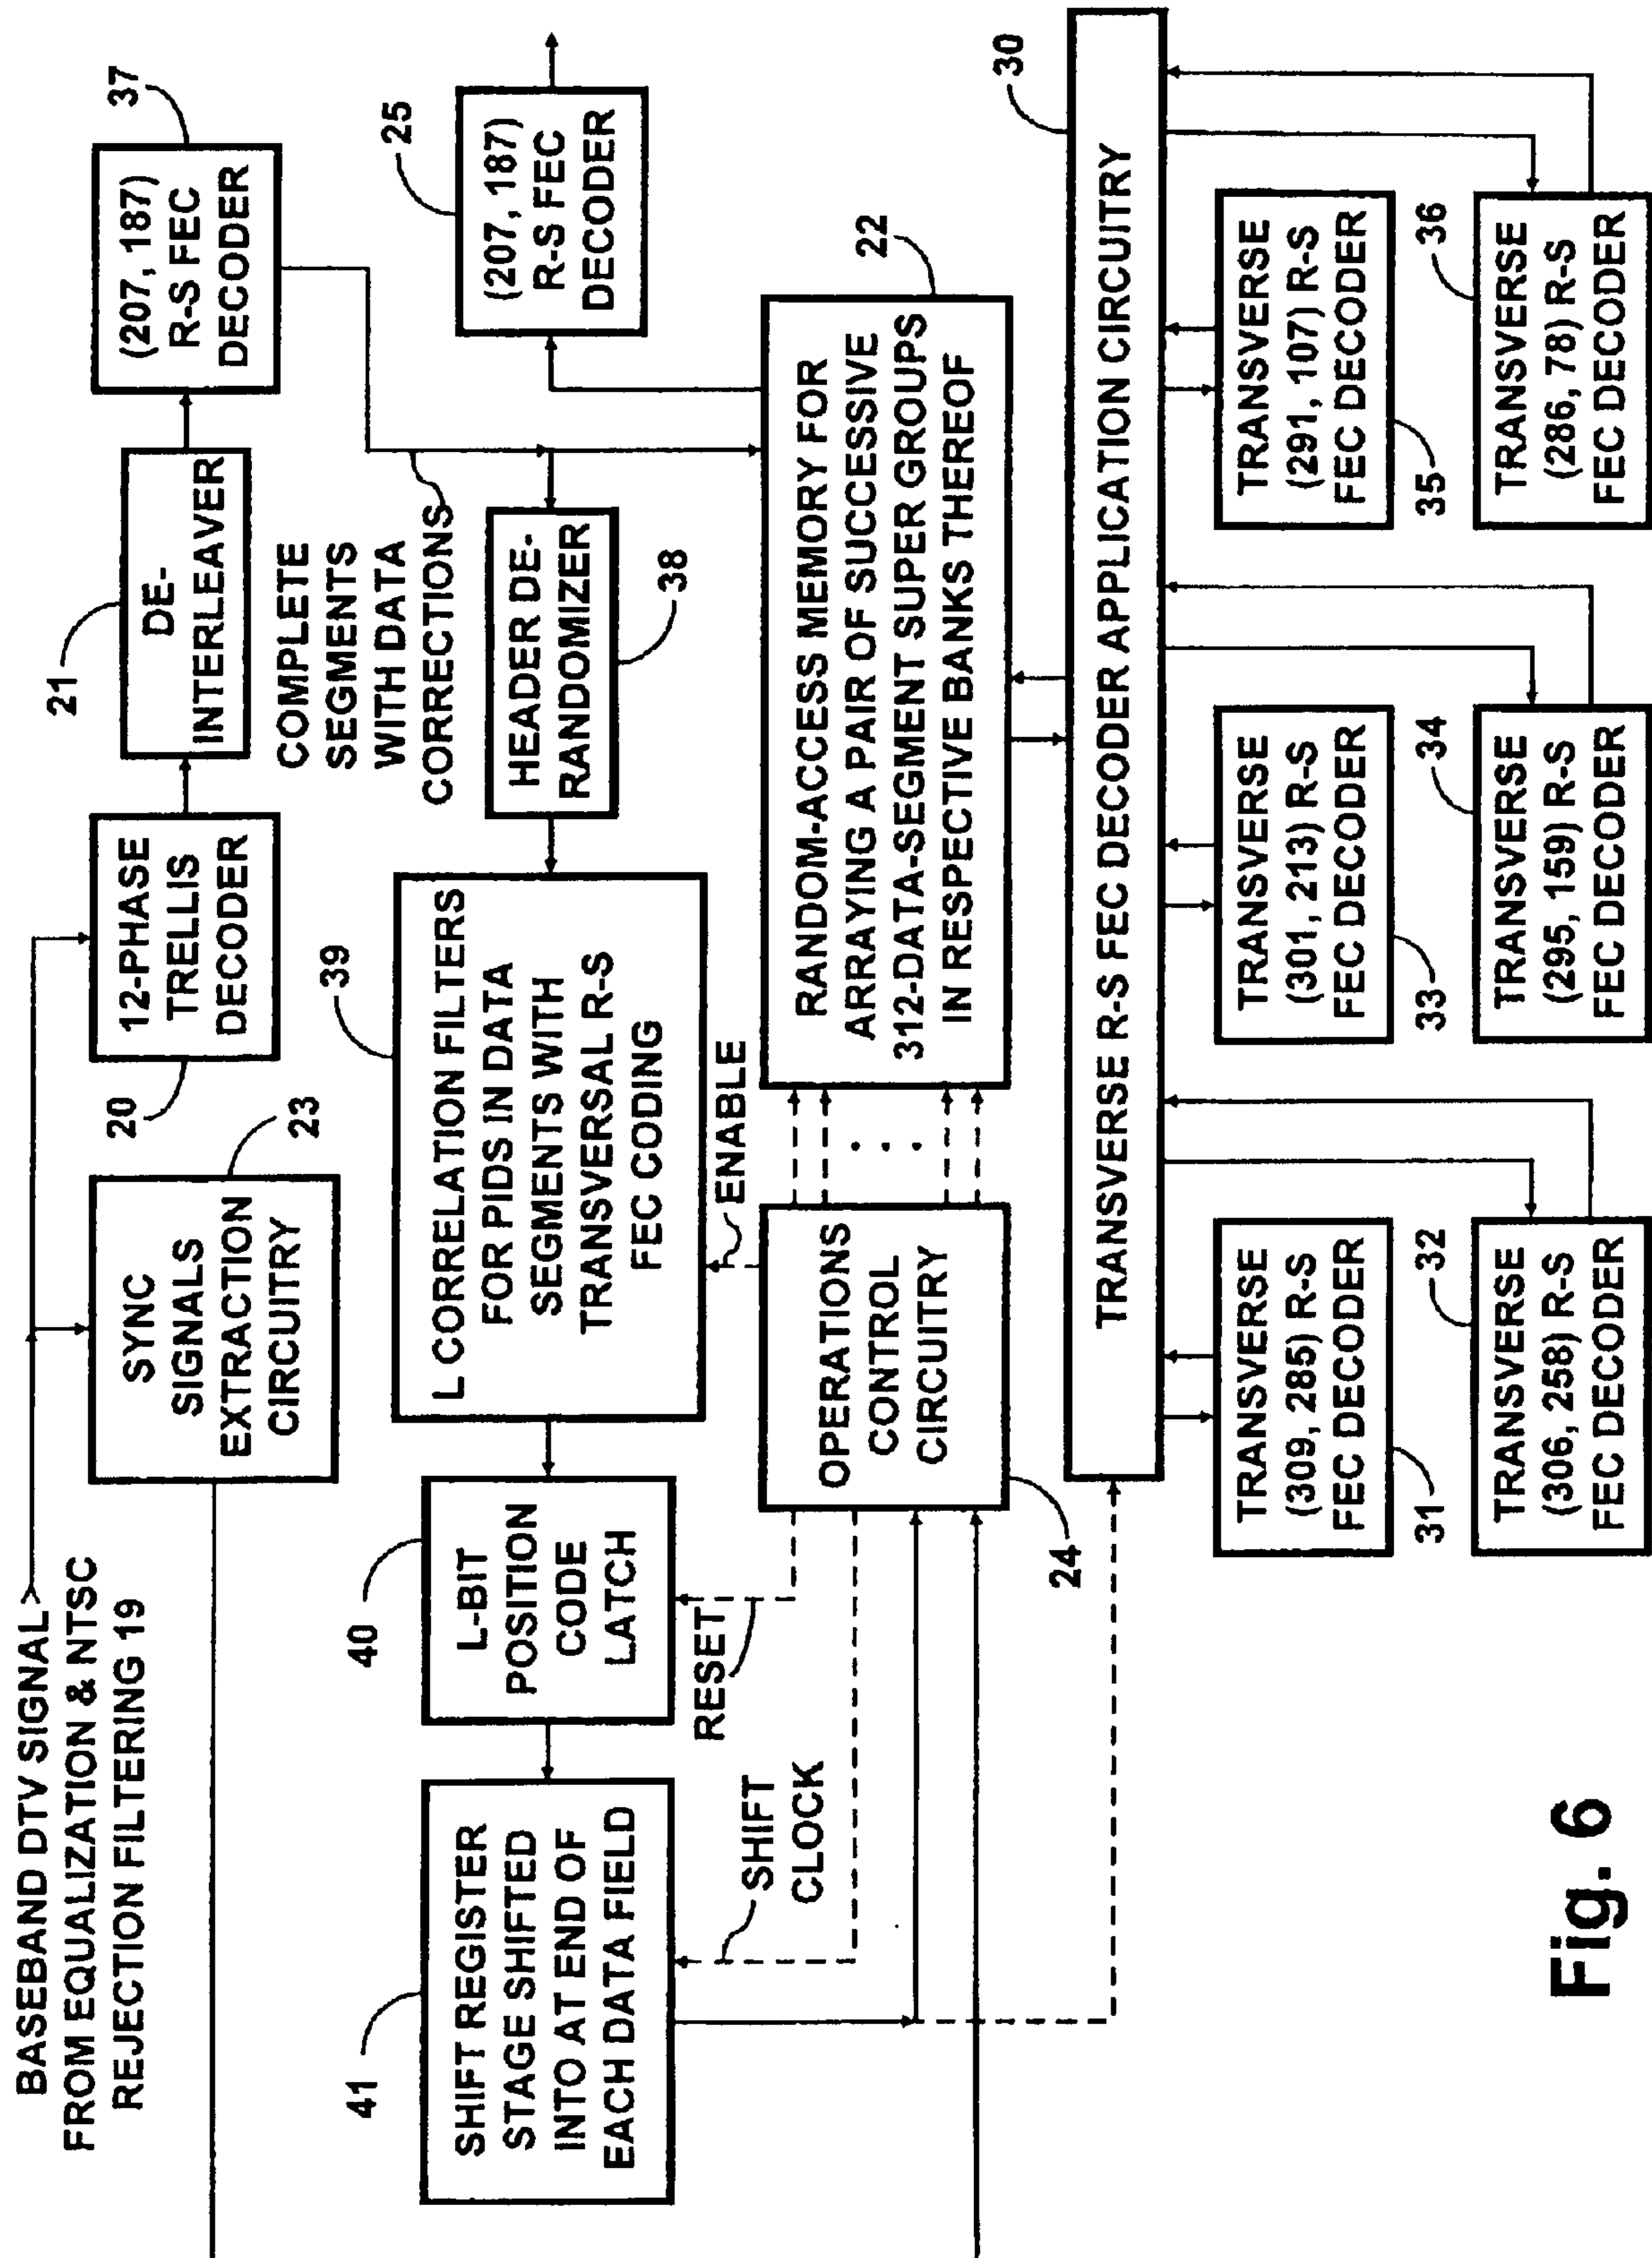 BASEBAND DTV SIGNAL
FROM EQUALIZATION & NTSC
REJECTION FILTERING 19
SYNC
SIGNALS
EXTRACTION
CIRCUITRY
23
12-PHASE
TRELLIS
DECODER
20
DE-
INTERLEAVER
21
(207, 187)
R-S FEC
DECODER
37
COMPLETE
SEGMENTS
WITH DATA
CORRECTIONS
41
SHIFT REGISTER
STAGE SHIFTED
INTO AT END OF
EACH DATA FIELD
40
L-BIT
POSITION
CODE
LATCH
39
L CORRELATION FILTERS
FOR PIDS IN DATA
SEGMENTS WITH
TRANSVERSAL R-S
FEC CODING
HEADER DE-
RANDOMIZER
38
25
(207, 187)
R-S FEC
DECODER
SHIFT
CLOCK
RESET
ENABLE
OPERATIONS
CONTROL
CIRCUITRY
24
RANDOM-ACCESS MEMORY FOR
ARRAYING A PAIR OF SUCCESSIVE
312-DATA-SEGMENT SUPER GROUPS
IN RESPECTIVE BANKS THEREOF
22
30
TRANSVERSE R-S FEC DECODER APPLICATION CIRCUITRY
TRANSVERSE
(309, 285) R-S
FEC DECODER
31
TRANSVERSE
(306, 258) R-S
FEC DECODER
32
TRANSVERSE
(301, 213) R-S
FEC DECODER
33
TRANSVERSE
(295, 159) R-S
FEC DECODER
34
TRANSVERSE
(291, 107) R-S
FEC DECODER
35
TRANSVERSE
(286, 78) R-S
FEC DECODER
36
Fig. 6